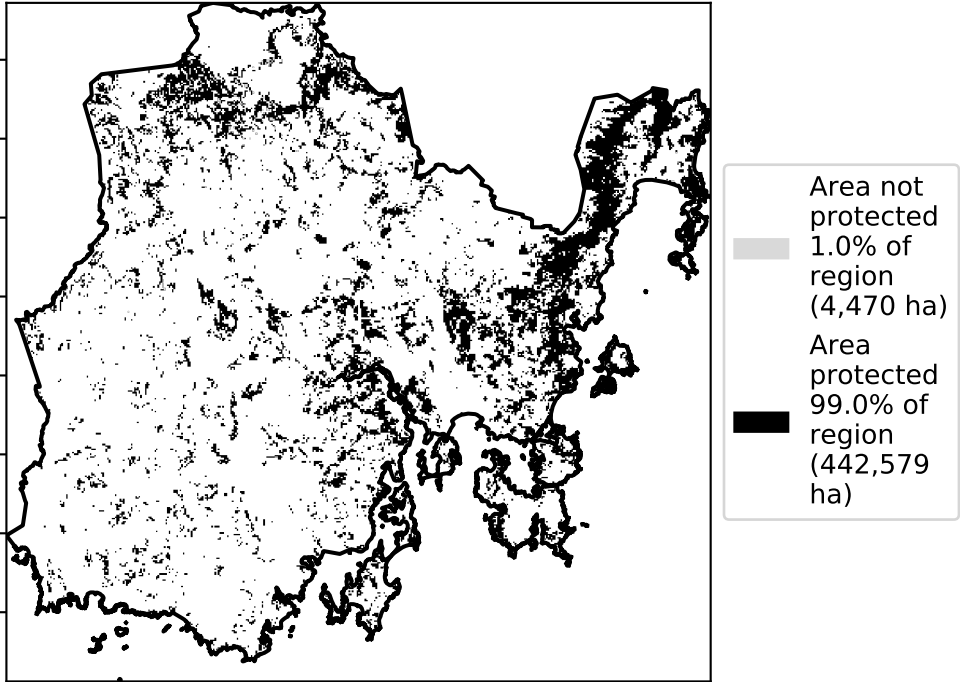 Area not
protected
1.0% of
region
(4,470 ha)
Area
protected
99.0% of
region
(442,579
ha)